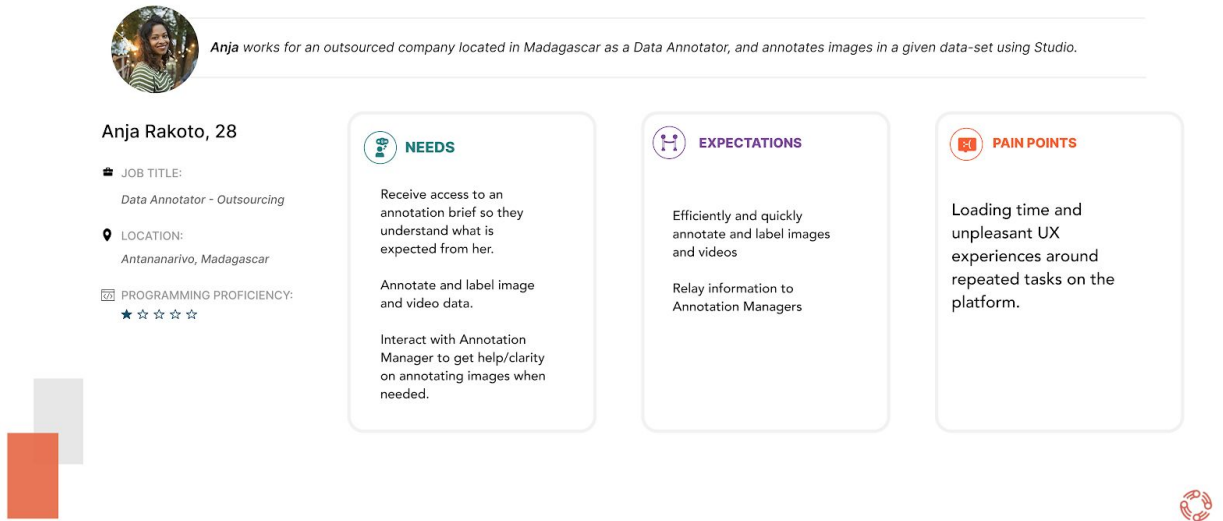 Anja works for an outsourced company located in Madagascar as a Data Annotator, and annotates images in a given data-set using Studio.
Anja Rakoto, 28
JOB TITLE:
Data Annotator - Outsourcing
LOCATION:
Antananarivo, Madagascar
PROGRAMMING PROFICIENCY:
NEEDS
Receive access to an
annotation brief so they
understand what is
expected from her.
Annotate and label image
and video data.
Interact with Annotation
Manager to get help/clarity
on annotating images when
needed.
EXPECTATIONS
Efficiently and quickly
annotate and label images
and videos
Relay information to
Annotation Managers
PAIN POINTS
Loading time and
unpleasant UX
experiences around
repeated tasks on the
platform.